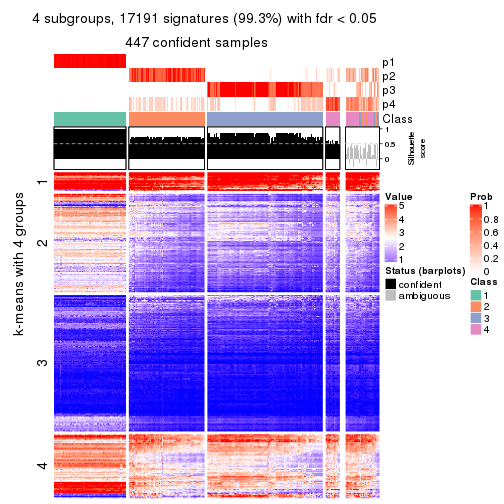 4 subgroups, 17191 signatures (99.3%) with fdr < 0.05
447 confident samples
p1
p2
p3
p4
Class
1
0.5
0
Silhouette
score
k-means with 4 groups
1
2
3
4
Value
5
4
3
2
1
Prob
1
0.8
0.6
0.4
0.2
0
Status (barplots)
confident
ambiguous
Class
1
2
3
4